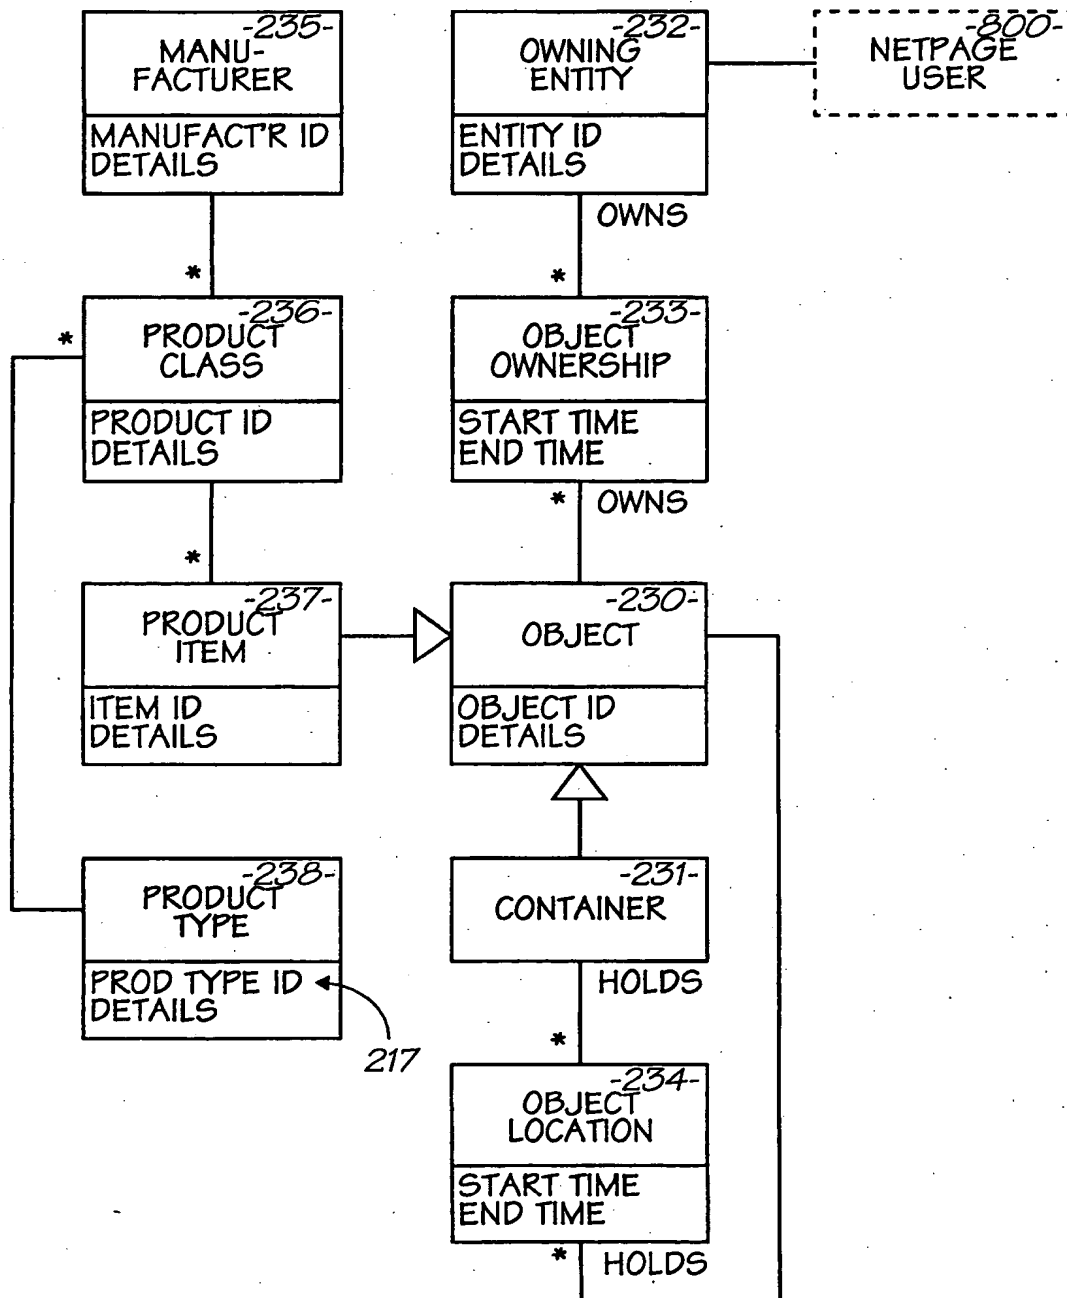 -235-
MANU-
FACTURER
MANUFACT'R ID
DETAILS
-232-
OWNING
ENTITY
ENTITY ID
DETAILS
OWNS
-800-
NETPAGE
USER
*
*
-236-
PRODUCT
CLASS
PRODUCT ID
DETAILS
*
-233-
OBJECT
OWNERSHIP
START TIME
END TIME
* OWNS
*
-237-
PRODUCT
ITEM
ITEM ID
DETAILS
-230-
OBJECT
OBJECT ID
DETAILS
-238-
PRODUCT
TYPE
PROD TYPE ID
DETAILS
217
-231-
CONTAINER
HOLDS
*
-234-
OBJECT
LOCATION
START TIME
END TIME
* HOLDS